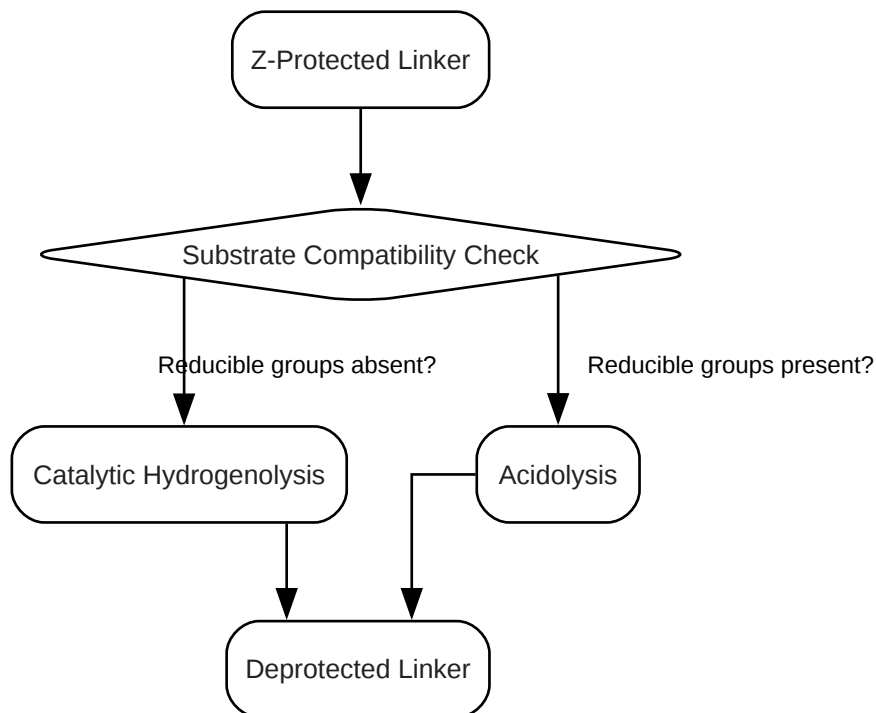 Z-Protected Linker
Substrate Compatibility Check
Reducible groups absent?
Reducible groups present?
Catalytic Hydrogenolysis
Acidolysis
Deprotected Linker